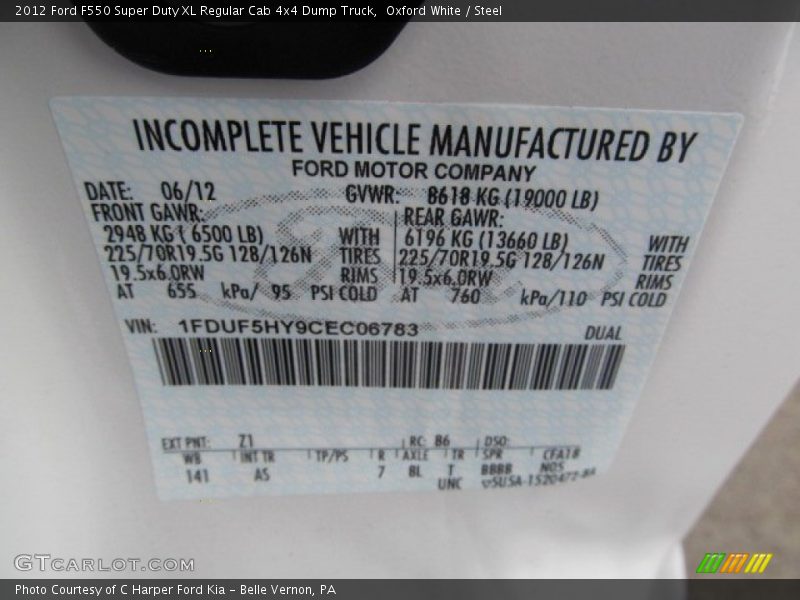 2012 Ford F550 Super Duty XL Regular Cab 4x4 Dump Truck,  Oxford White / Steel
INCOMPLETE VEHICLE MANUFACTURED BY
FORD MOTOR COMPANY
DATE: 06/12 GVWR: 8618 KG (19000 LB)
FRONT GAWR: REAR GAWR:
2948 KG ( 6500 LB) WITH 6196 KG (13660 LB) WITH
225/70R19.5G 128/126N TIRES 225/70R19.5G 128/126N TIRES
19.5x6.0RW RIMS 19.5x6.0RW RIMS
AT 655 kPa/ 95 PSI COLD AT 760 kPa/110 PSI COLD
VIN: 1FDUF5HY9CEC06783 DUAL
EXT PNT: Z1 RC: 86 DSO:
WB INT TR TP/PS R AXLE TR SPR CFA18
141 AS 7 BL T BBBB NOS
UNC
GTCARLOT.COM
Photo Courtesy of C Harper Ford Kia – Belle Vernon, PA